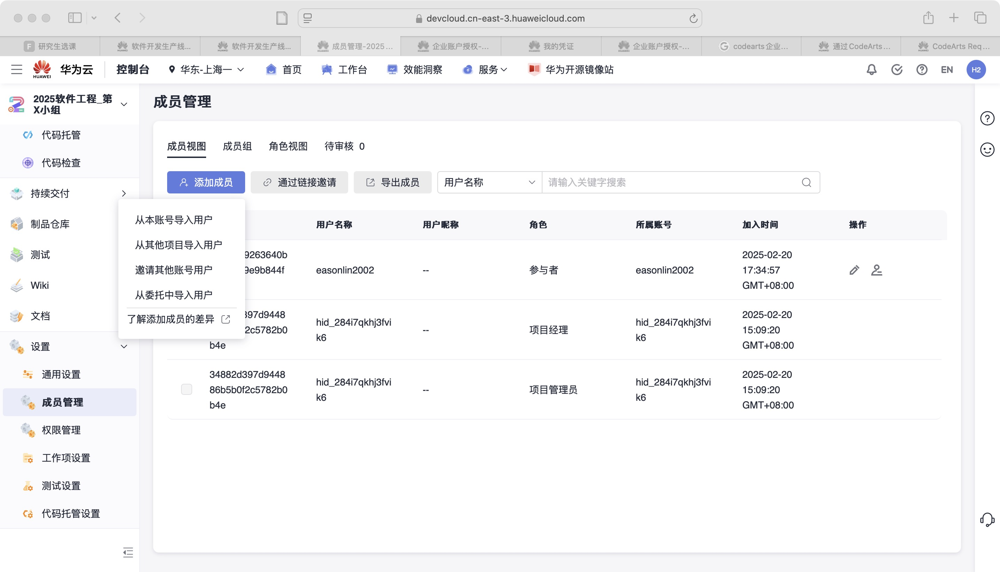 devcloud.cn-east-3.huaweicloud.com
F 研究生选课
HUAWEI 软件开发生产线...
HUAWEI 软件开发生产线...
HUAWEI 成员管理-2025...
HUAWEI 企业账户授权-...
HUAWEI 我的凭证
HUAWEI 企业账户授权-...
G codearts企业...
HUAWEI 通过CodeArts...
HUAWEI CodeArts Req...
HUAWEI 华为云
控制台
华东-上海一
首页
工作台
效能洞察
服务
华为开源镜像站
EN
H2
2025软件工程_第
X小组
代码托管
代码检查
持续交付
制品仓库
测试
Wiki
文档
设置
通用设置
成员管理
权限管理
工作项设置
测试设置
代码托管设置
成员管理
成员视图
成员组
角色视图
待审核 0
添加成员
通过链接邀请
导出成员
用户名称
请输入关键字搜索
从本账号导入用户
从其他项目导入用户
邀请其他账号用户
从委托中导入用户
了解添加成员的差异
用户名称
用户昵称
角色
所属账号
加入时间
操作
9263640b
9e9b844f
easonlin2002
--
参与者
easonlin2002
2025-02-20
17:34:57
GMT+08:00
397d9448
2c5782b0
b4e
hid_284i7qkhj3fvi
k6
--
项目经理
hid_284i7qkhj3fvi
k6
2025-02-20
15:09:20
GMT+08:00
34882d397d9448
86b5b0f2c5782b0
b4e
hid_284i7qkhj3fvi
k6
--
项目管理员
hid_284i7qkhj3fvi
k6
2025-02-20
15:09:20
GMT+08:00